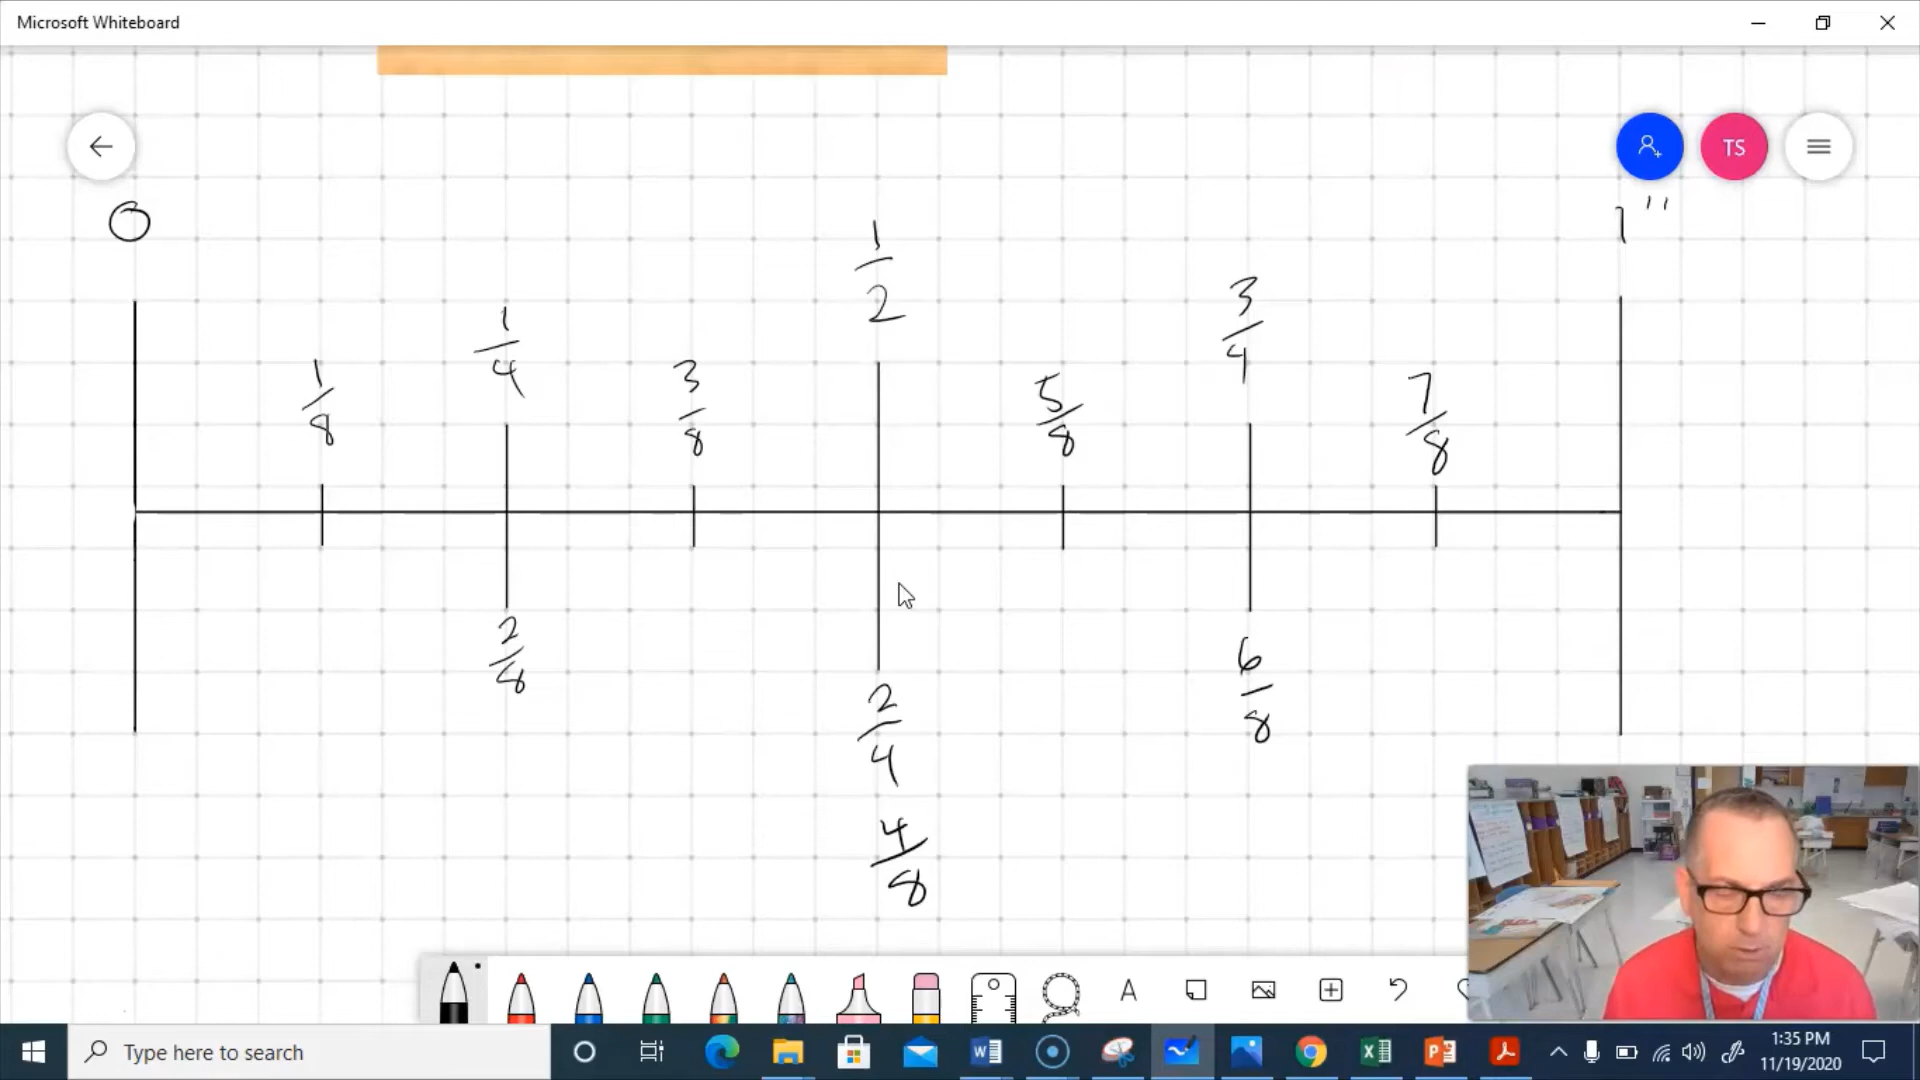 Microsoft Whiteboard
TS
0
1"
1/2
3/4
1/4
1/8
3/8
5/8
7/8
2/8
6/8
2/4
4/8
A
Type here to search
1:35 PM
11/19/2020